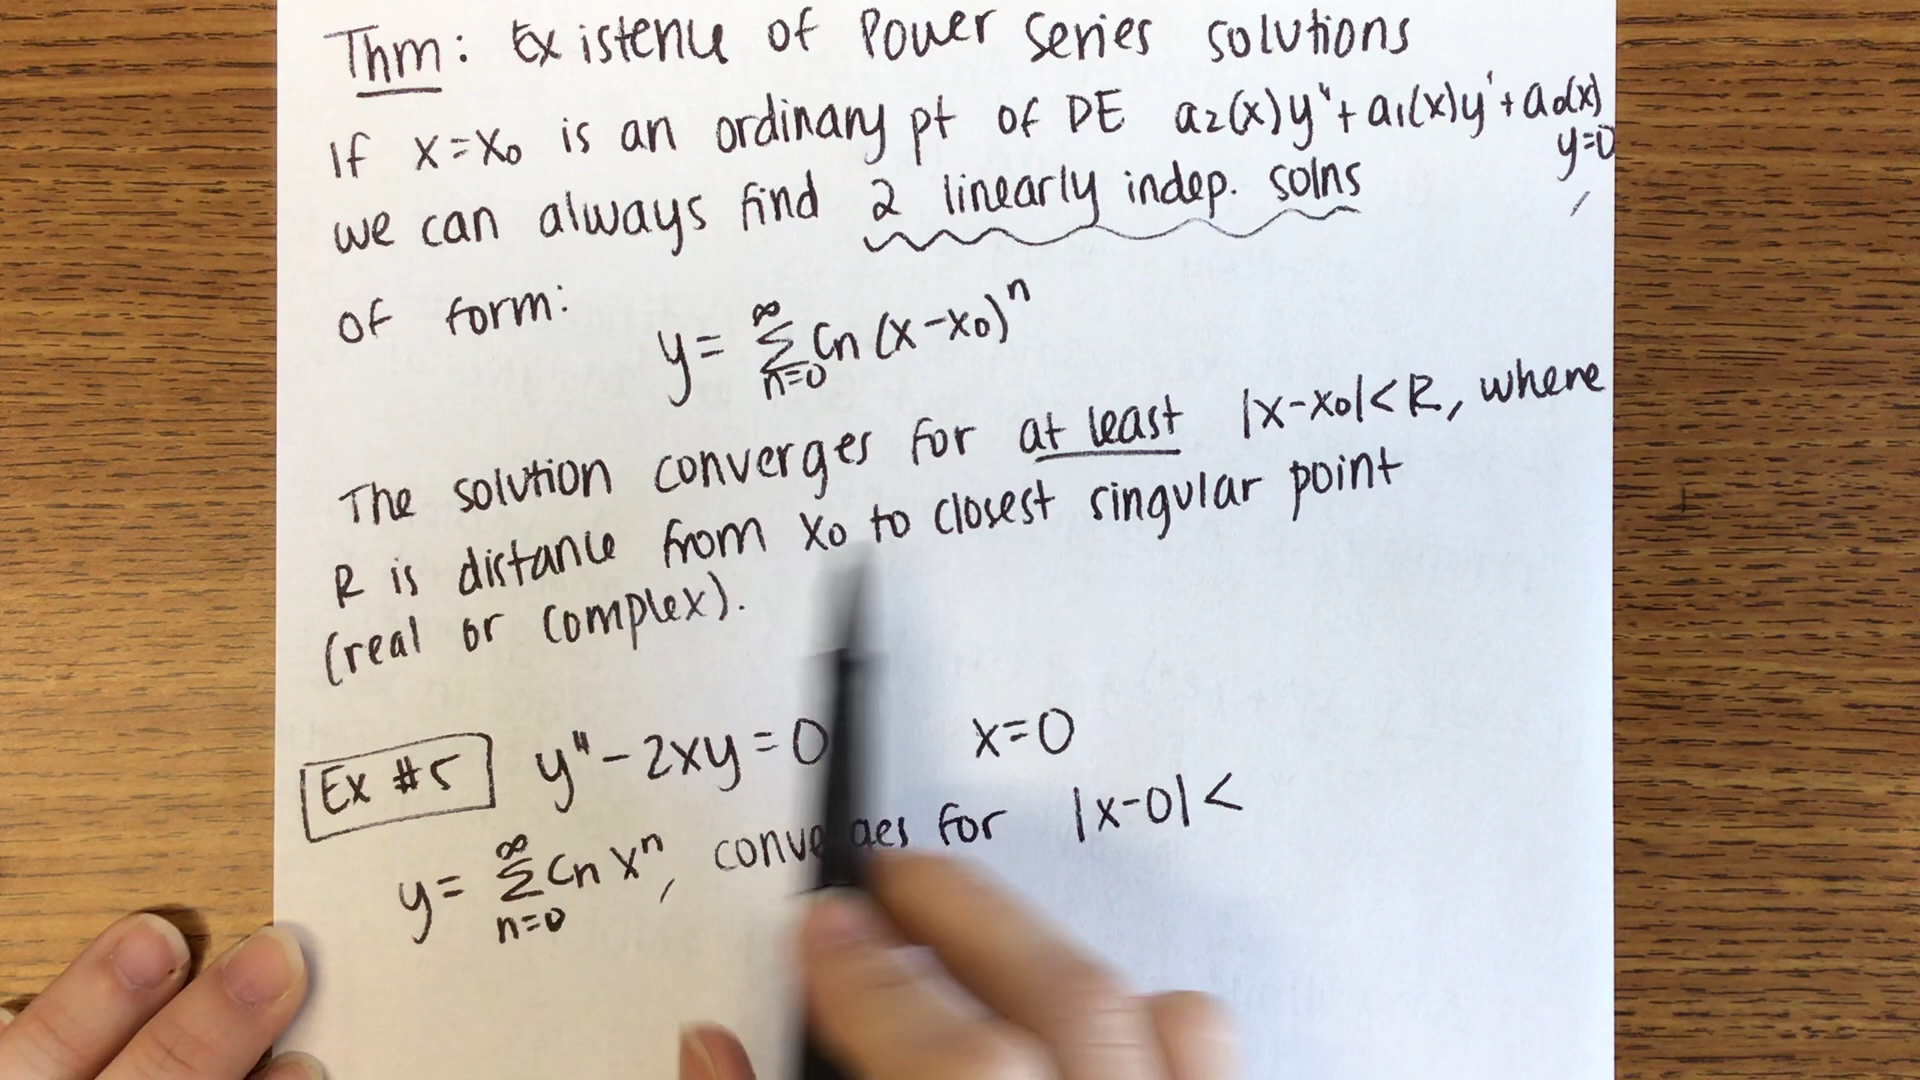 Thm: Existence of Power Series solutions
If x=x₀ is an ordinary pt of DE a₂(x)y"+a₁(x)y'+a₀(x)
y=0,
we can always find 2 linearly indep. solns
of form:
y= ∞∑n=0 Cn (x-x₀)ⁿ
The solution converges for at least |x-x₀|<R, where
R is distance from x₀ to closest singular point
(real or complex).
Ex #5 y"-2xy=0 x=0
y= ∞∑n=0 Cn xⁿ, converges for |x-0|<